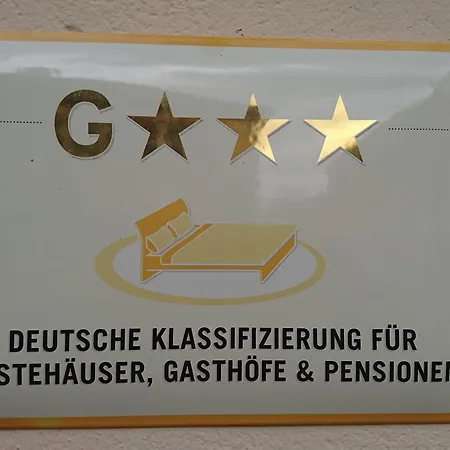 G★★★
DEUTSCHE KLASSIFIZIERUNG FÜR
STEHÄUSER, GASTHÖFE & PENSIONEN